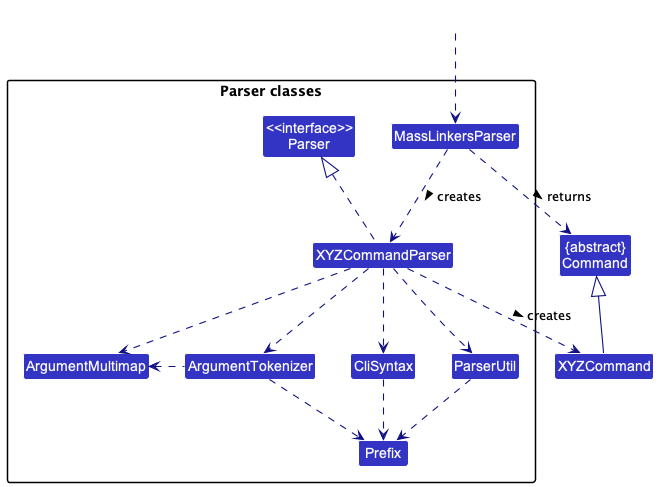 Parser classes
<<interface>>
Parser
MassLinkersParser
creates
returns
{abstract}
Command
XYZCommandParser
creates
ArgumentMultimap
ArgumentTokenizer
CliSyntax
ParserUtil
XYZCommand
Prefix